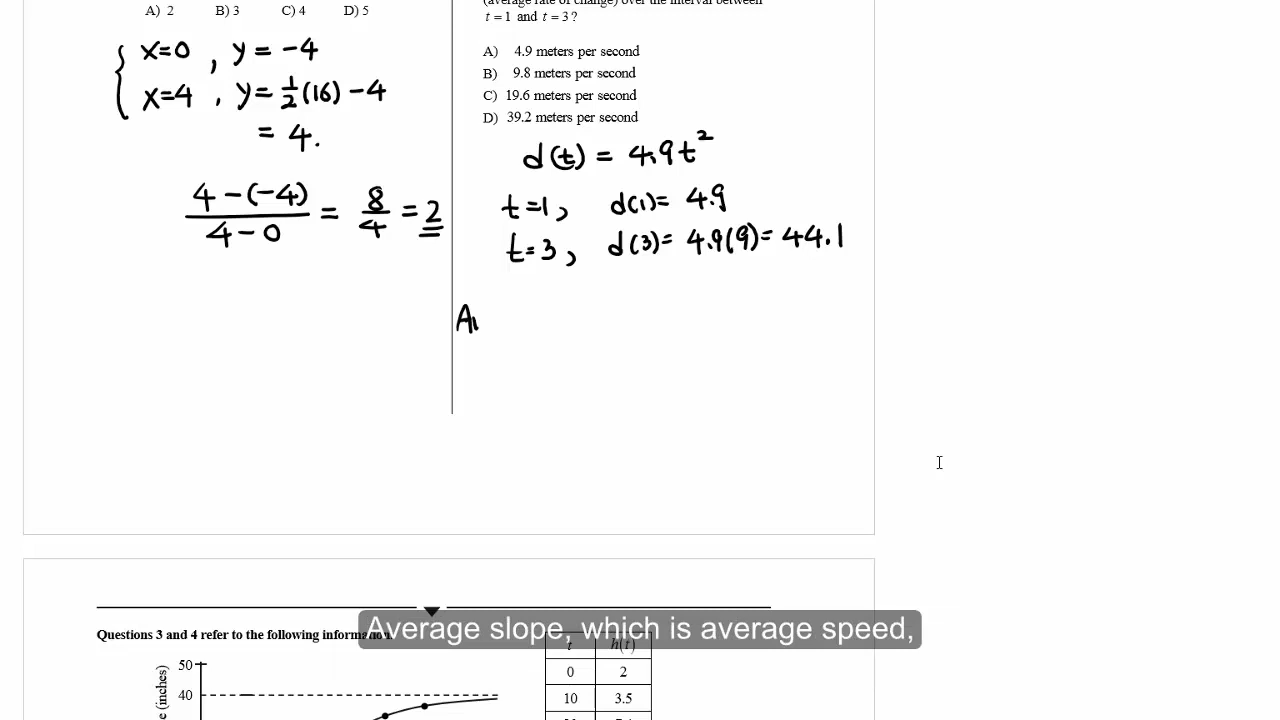 A) 2 B) 3 C) 4 D) 5
x=0 , y = -4
x=4 , y = 1/2 (16) - 4
= 4.
4 - (-4) / 4 - 0 = 8/4 = 2
(average rate of change) over the interval between
t = 1 and t = 3 ?
A) 4.9 meters per second
B) 9.8 meters per second
C) 19.6 meters per second
D) 39.2 meters per second
d(t) = 4.9t²
t=1, d(1)= 4.9
t=3, d(3)= 4.9(9)= 44.1
Questions 3 and 4 refer to the following information.
Average slope, which is average speed,
50
40
(inches)
t h(t)
0 2
10 3.5